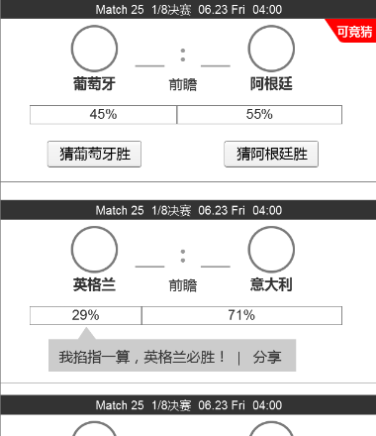 Match 25 1/8决赛 06.23 Fri 04:00
可竞猜
__ : __
葡萄牙 前瞻 阿根廷
45% 55%
猜葡萄牙胜 猜阿根廷胜
Match 25 1/8决赛 06.23 Fri 04:00
__ : __
英格兰 前瞻 意大利
29% 71%
我掐指一算，英格兰必胜！ | 分享
Match 25 1/8决赛 06.23 Fri 04:00